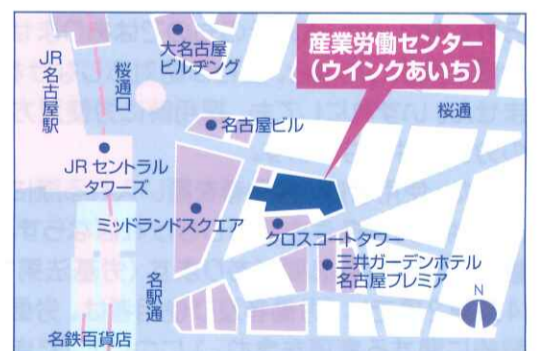 産業労働センター
(ウインクあいち)
大名古屋
ビルヂング
JR名古屋駅
桜通口
桜通
名古屋ビル
JR セントラル
タワーズ
ミッドランドスクエア
クロスコートタワー
三井ガーデンホテル
名古屋プレミア
名駅通
N
名鉄百貨店